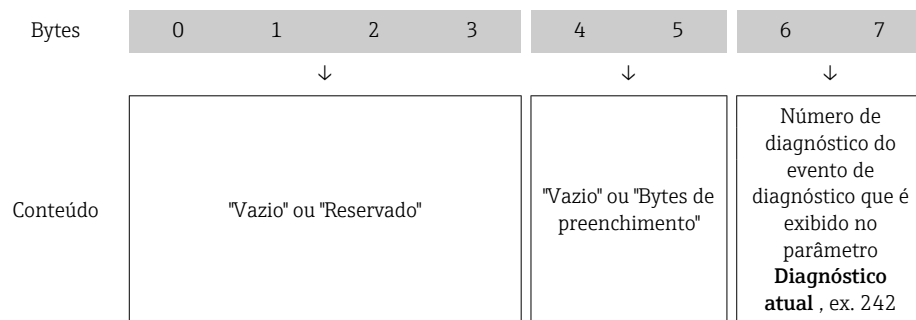 Bytes 0 1 2 3 4 5 6 7
↓ ↓ ↓
Conteúdo
"Vazio" ou "Reservado"
"Vazio" ou "Bytes de
preenchimento"
Número de
diagnóstico do
evento de
diagnóstico que é
exibido no
parâmetro
Diagnóstico
atual , ex. 242